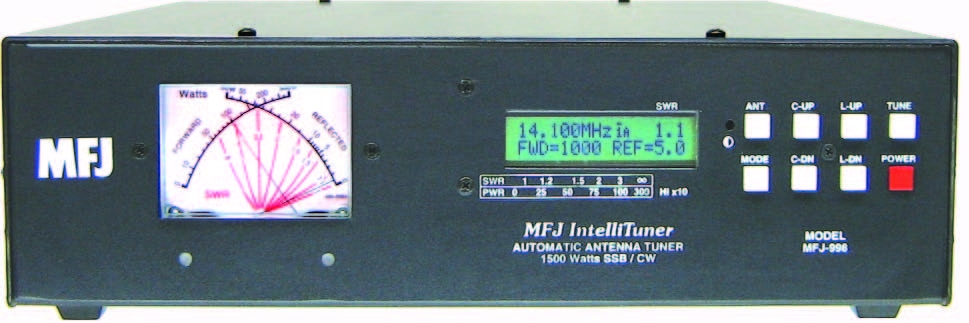 MFJ
Watts
FORWARD
REFLECTED
SWR
SWR
14.100MHz iA 1.1
FWD=1000 REF=5.0
SWR 1 1.2 1.5 2 3 ∞
PWR 0 25 50 75 100 300 HI x10
MFJ IntelliTuner
AUTOMATIC ANTENNA TUNER
1500 Watts SSB / CW
ANT C-UP L-UP TUNE
MODE C-DN L-DN POWER
MODEL
MFJ-998